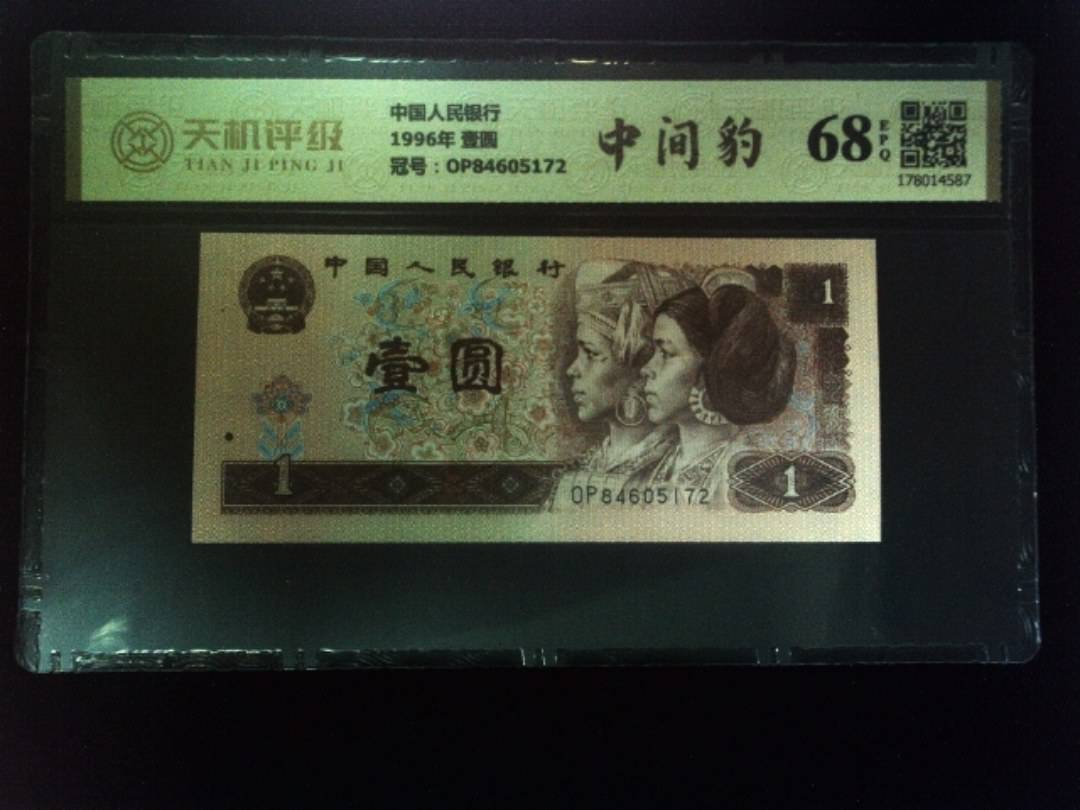 天机评级
TIAN JI PING JI
中国人民银行
1996年 壹圆
冠号：OP84605172
中间豹
68
EPQ
178014587
中国人民银行
1
壹圆
1
OP84605172
1